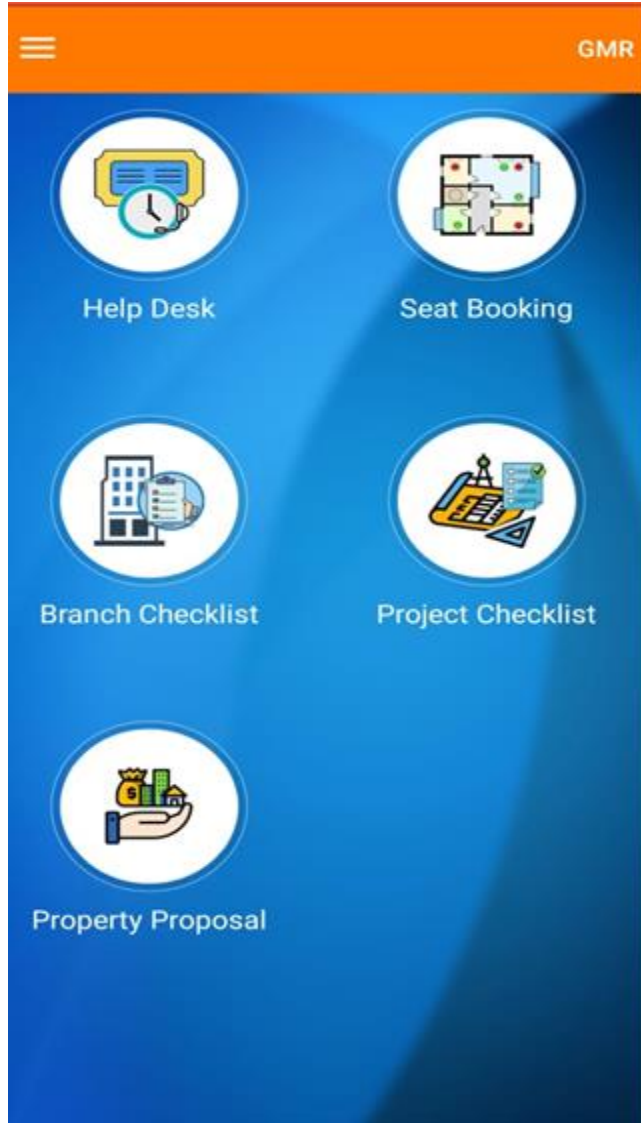 GMR
Help Desk
Seat Booking
Branch Checklist
Project Checklist
Property Proposal